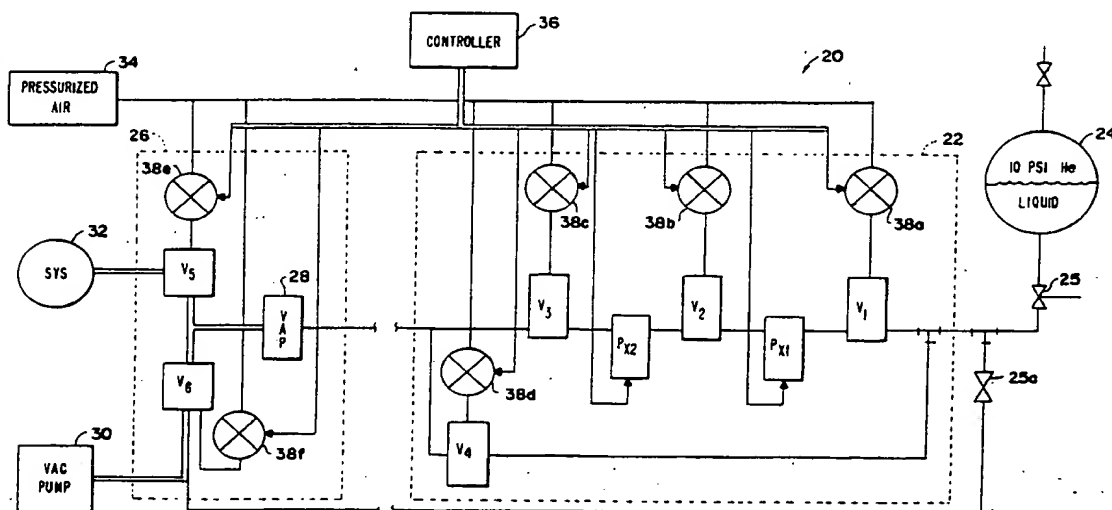 36
CONTROLLER
20
34
PRESSURIZED
AIR
26
22
24
10 PSI He
LIQUID
38e
38c
38b
38a
32
SYS
V5
28
VAP
V3
V2
V1
25
PX2
PX1
V6
38d
25a
38f
V4
30
VAC
PUMP